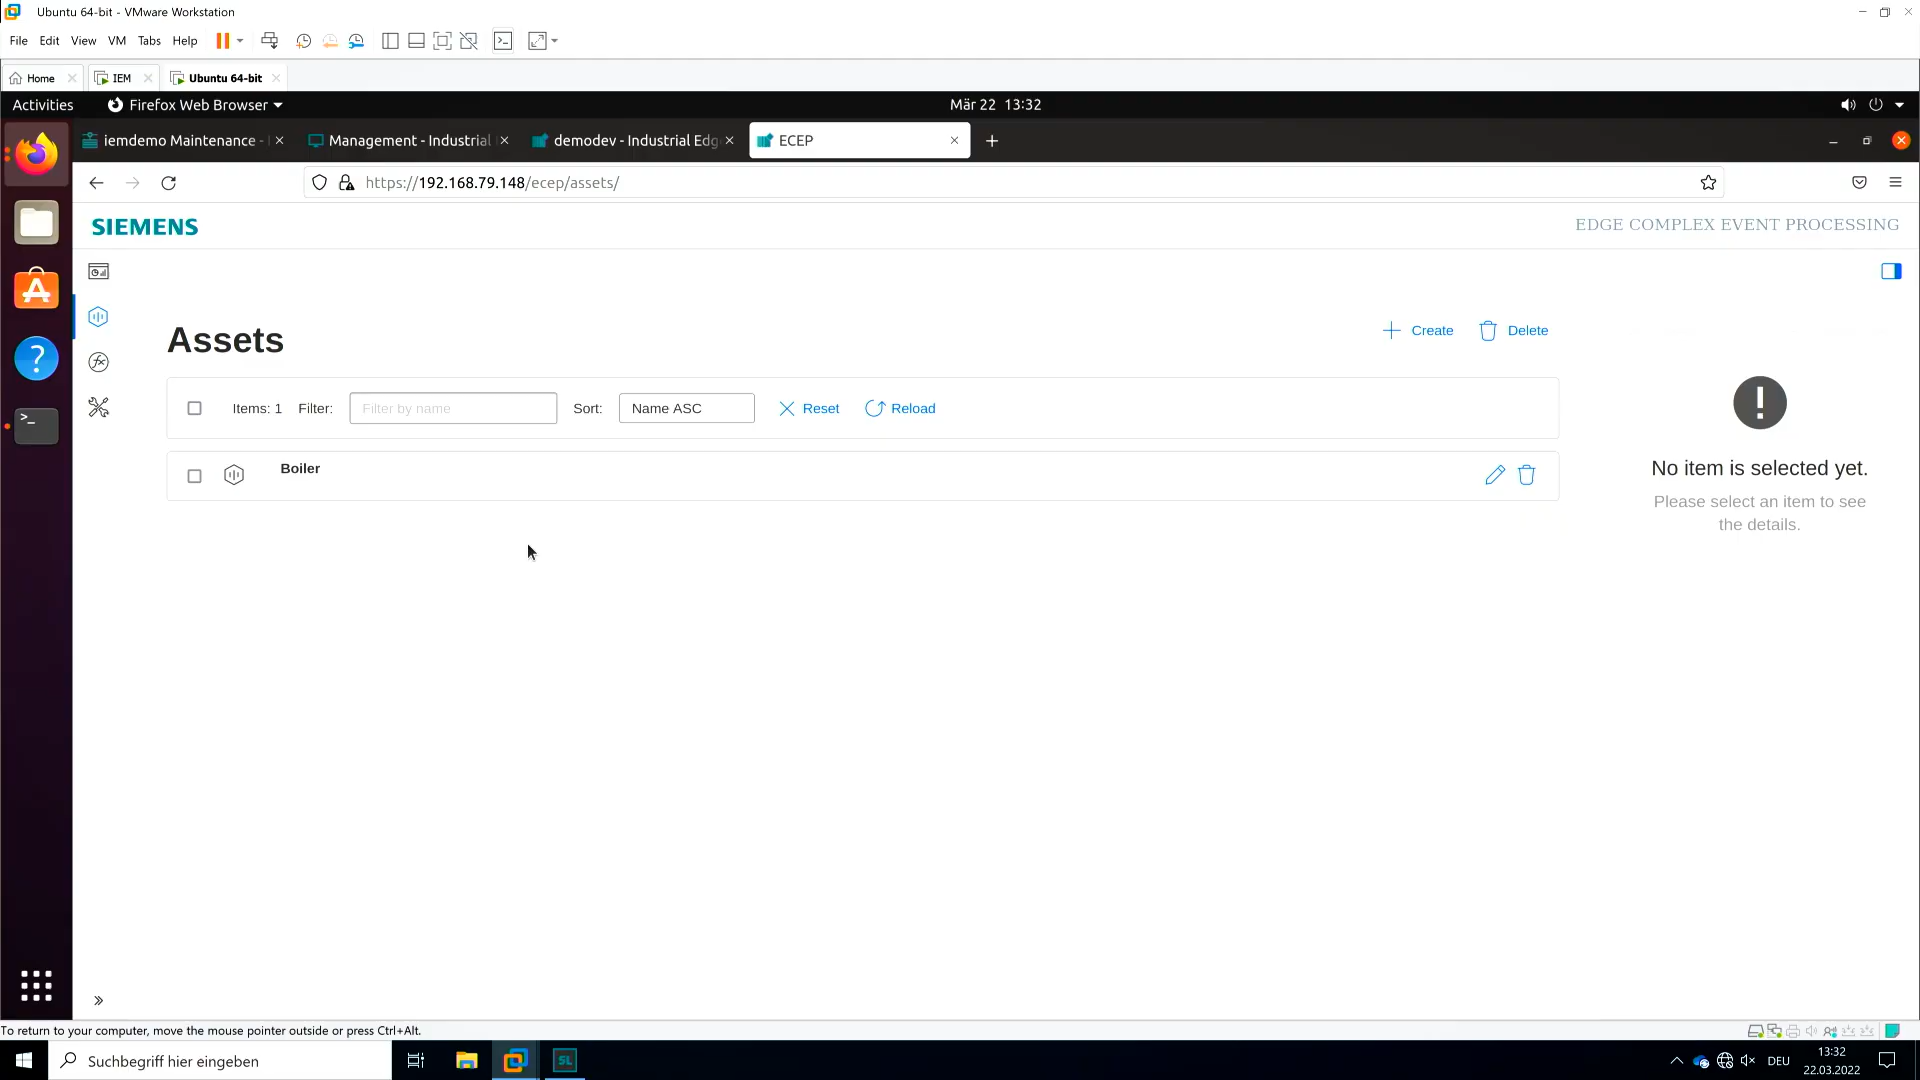 Ubuntu 64-bit - VMware Workstation
File Edit View VM Tabs Help
Home IEM Ubuntu 64-bit
Activities Firefox Web Browser Mär 22 13:32
iemdemo Maintenance - Management - Industrial demodev - Industrial Edg ECEP
https://192.168.79.148/ecep/assets/
SIEMENS EDGE COMPLEX EVENT PROCESSING
Assets Create Delete
Items: 1 Filter: Filter by name Sort: Name ASC Reset Reload
Boiler
No item is selected yet.
Please select an item to see
the details.
To return to your computer, move the mouse pointer outside or press Ctrl+Alt.
Suchbegriff hier eingeben SL DEU 13:32
22.03.2022